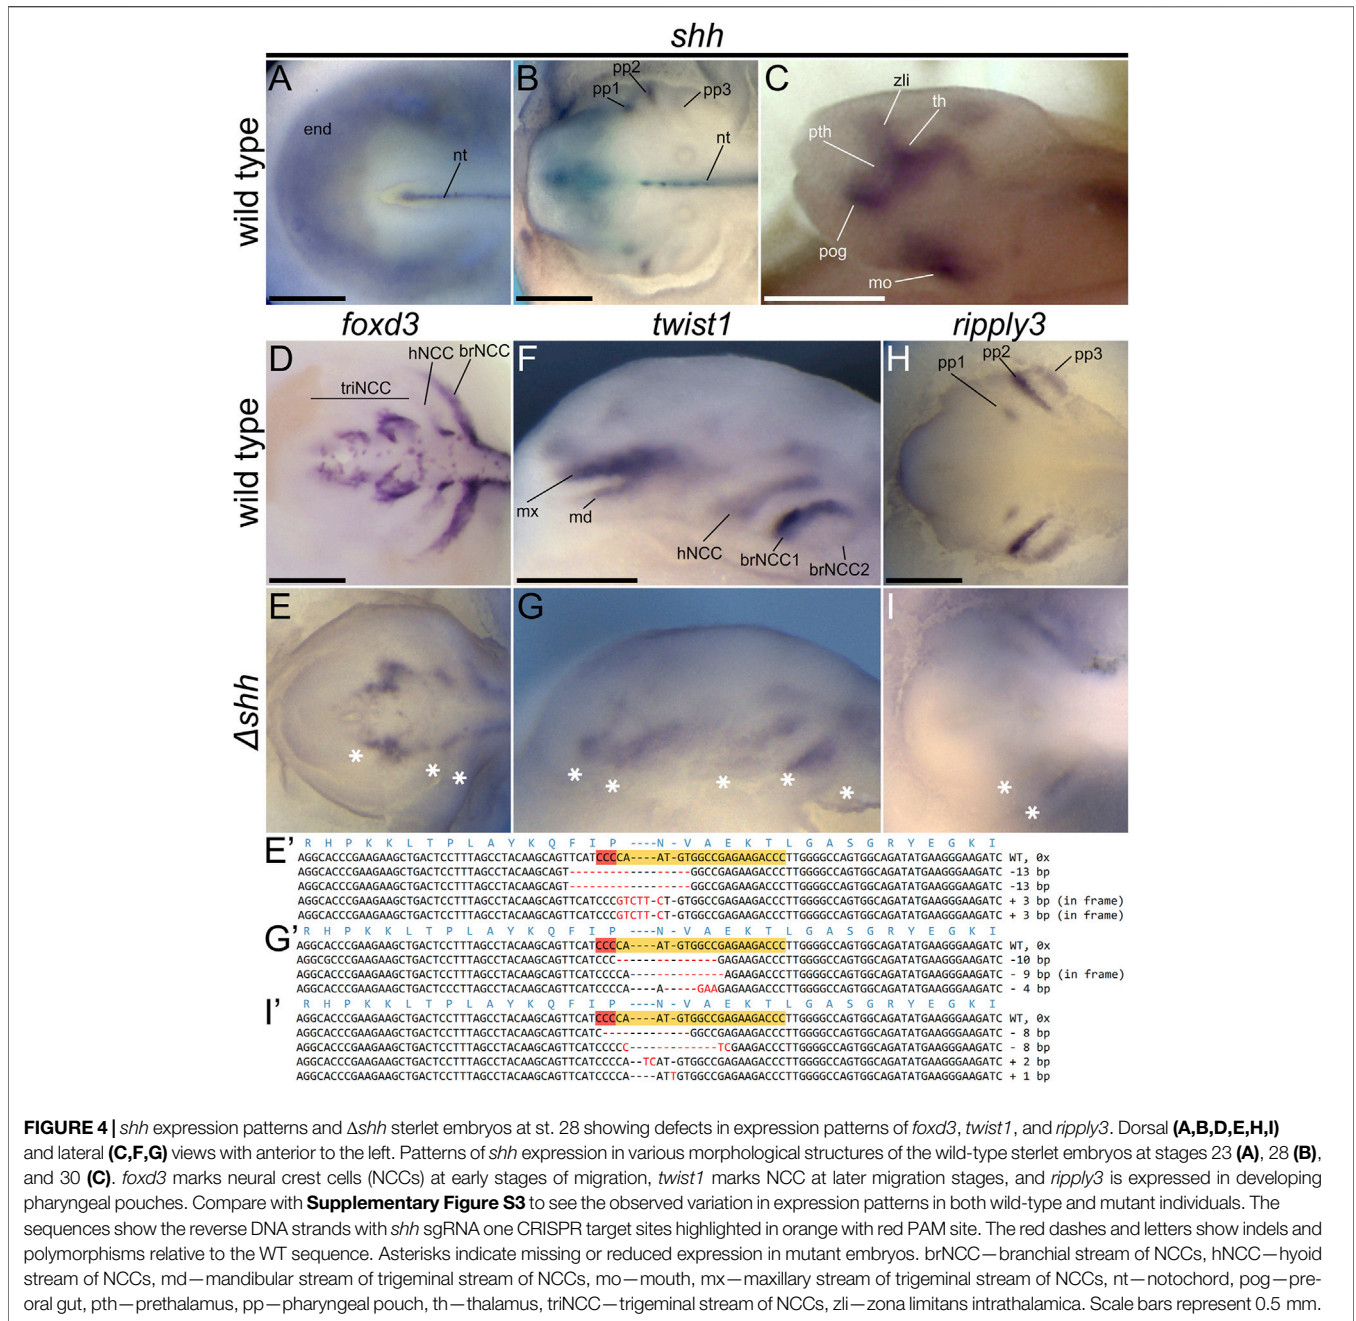 shh
A
B
C
wild type
end
nt
pp1
pp2
pp3
nt
zli
th
pth
pog
mo
foxd3
twist1
ripply3
D
F
H
wild type
triNCC
hNCC
brNCC
mx
md
hNCC
brNCC1
brNCC2
pp1
pp2
pp3
E
G
I
Δshh
* * *
* * * * *
* *
E’
R H P K K L T P L A Y K Q F I P ----N - V A E K T L G A S G R Y E G K I
AGGCACCCGAAGAAGCTGACTCCTTTAGCCTACAAGCAGTTCATCCCCA----AT-GTGGCCGAGAAGACCCTTGGGGCCAGTGGCAGATATGAAGGGAAGATC WT, 0x
AGGCACCCGAAGAAGCTGACTCCTTTAGCCTACAAGCAGT------------------GGCCGAGAAGACCCTTGGGGCCAGTGGCAGATATGAAGGGAAGATC -13 bp
AGGCACCCGAAGAAGCTGACTCCTTTAGCCTACAAGCAGT------------------GGCCGAGAAGACCCTTGGGGCCAGTGGCAGATATGAAGGGAAGATC -13 bp
AGGCACCCGAAGAAGCTGACTCCTTTAGCCTACAAGCAGTTCATCCCGTCTT-CT-GTGGCCGAGAAGACCCTTGGGGCCAGTGGCAGATATGAAGGGAAGATC + 3 bp (in frame)
AGGCACCCGAAGAAGCTGACTCCTTTAGCCTACAAGCAGTTCATCCCGTCTT-CT-GTGGCCGAGAAGACCCTTGGGGCCAGTGGCAGATATGAAGGGAAGATC + 3 bp (in frame)
G’
R H P K K L T P L A Y K Q F I P ----N - V A E K T L G A S G R Y E G K I
AGGCACCCGAAGAAGCTGACTCCTTTAGCCTACAAGCAGTTCATCCCCA----AT-GTGGCCGAGAAGACCCTTGGGGCCAGTGGCAGATATGAAGGGAAGATC WT, 0x
AGGCGCCCGAAGAAGCTGACTCCTTTAGCCTACAAGCAGTTCATCCC---------------GAGAAGACCCTTGGGGCCAGTGGCAGATATGAAGGGAAGATC -10 bp
AGGCACCCGAAGAAGCTGACTCCTTTAGCCTACAAGCAGTTCATCCCCA--------------AGAAGACCCTTGGGGCCAGTGGCAGATATGAAGGGAAGATC - 9 bp (in frame)
AGGCACCCGAAGAAGCTGACTCCTTTAGCCTACAAGCAGTTCATCCCCA----A-----GAAGAGAAGACCCTTGGGGCCAGTGGCAGATATGAAGGGAAGATC - 4 bp
I’
R H P K K L T P L A Y K Q F I P ----N - V A E K T L G A S G R Y E G K I
AGGCACCCGAAGAAGCTGACTCCTTTAGCCTACAAGCAGTTCATCCCCA----AT-GTGGCCGAGAAGACCCTTGGGGCCAGTGGCAGATATGAAGGGAAGATC WT, 0x
AGGCACCCGAAGAAGCTGACTCCTTTAGCCTACAAGCAGTTCATC-------------GGCCGAGAAGACCCTTGGGGCCAGTGGCAGATATGAAGGGAAGATC - 8 bp
AGGCACCCGAAGAAGCTGACTCCTTTAGCCTACAAGCAGTTCATCCCCC-------------TCGAAGACCCTTGGGGCCAGTGGCAGATATGAAGGGAAGATC - 8 bp
AGGCACCCGAAGAAGCTGACTCCTTTAGCCTACAAGCAGTTCATCCCCA--TCAT-GTGGCCGAGAAGACCCTTGGGGCCAGTGGCAGATATGAAGGGAAGATC + 2 bp
AGGCACCCGAAGAAGCTGACTCCTTTAGCCTACAAGCAGTTCATCCCCA----ATTGTGGCCGAGAAGACCCTTGGGGCCAGTGGCAGATATGAAGGGAAGATC + 1 bp
FIGURE 4 | shh expression patterns and Δshh sterlet embryos at st. 28 showing defects in expression patterns of foxd3, twist1, and ripply3. Dorsal (A,B,D,E,H,I)
and lateral (C,F,G) views with anterior to the left. Patterns of shh expression in various morphological structures of the wild-type sterlet embryos at stages 23 (A), 28 (B),
and 30 (C). foxd3 marks neural crest cells (NCCs) at early stages of migration, twist1 marks NCC at later migration stages, and ripply3 is expressed in developing
pharyngeal pouches. Compare with Supplementary Figure S3 to see the observed variation in expression patterns in both wild-type and mutant individuals. The
sequences show the reverse DNA strands with shh sgRNA one CRISPR target sites highlighted in orange with red PAM site. The red dashes and letters show indels and
polymorphisms relative to the WT sequence. Asterisks indicate missing or reduced expression in mutant embryos. brNCC—branchial stream of NCCs, hNCC—hyoid
stream of NCCs, md—mandibular stream of trigeminal stream of NCCs, mo—mouth, mx—maxillary stream of trigeminal stream of NCCs, nt—notochord, pog—pre-
oral gut, pth—prethalamus, pp—pharyngeal pouch, th—thalamus, triNCC—trigeminal stream of NCCs, zli—zona limitans intrathalamica. Scale bars represent 0.5 mm.